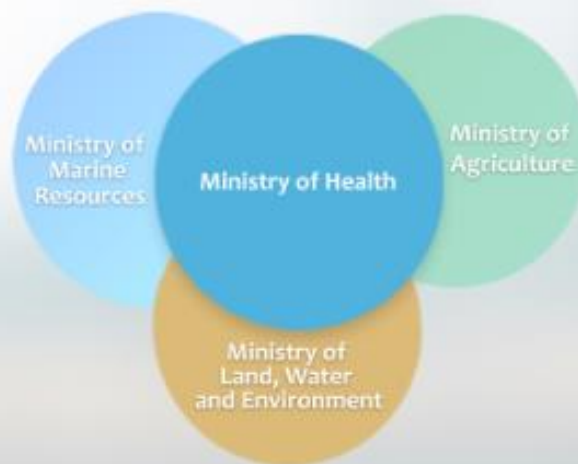 Ministry of
Marine
Resources
Ministry of Health
Ministry of
Agriculture
Ministry of
Land, Water
and Environment